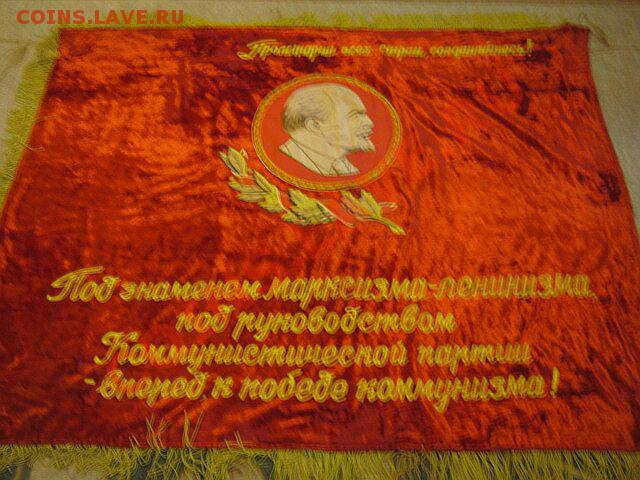 COINS.LAVE.RU
Пролетарии всех стран, соединяйтесь!
Под знаменем марксизма-ленинизма,
под руководством
Коммунистической партии
-вперед, к победе коммунизма!